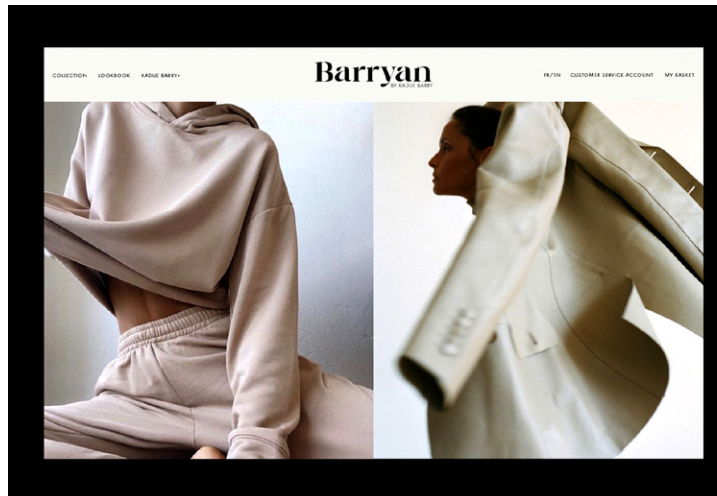 COLLECTION LOOKBOOK KADIJE BARRY+
Barryan
BY KADIJE BARRY
FR/EN CUSTOMER SERVICE ACCOUNT MY BASKET